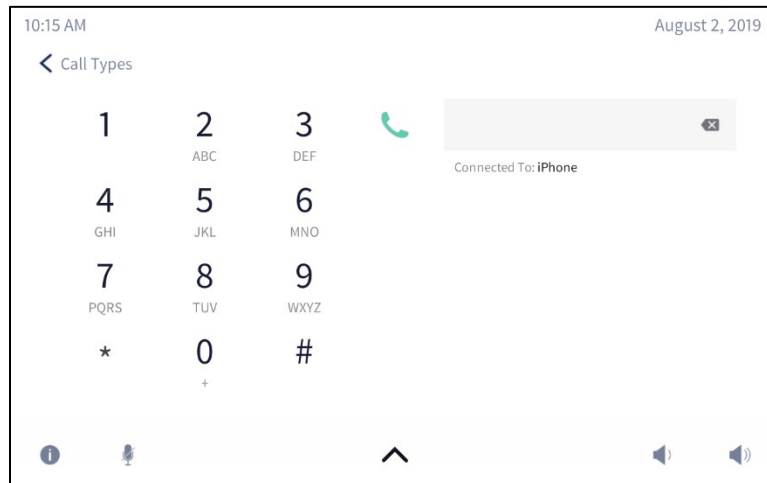 10:15 AM August 2, 2019
Call Types
1 2 3
ABC DEF
Connected To: iPhone
4 5 6
GHI JKL MNO
7 8 9
PQRS TUV WXYZ
* 0 #
+